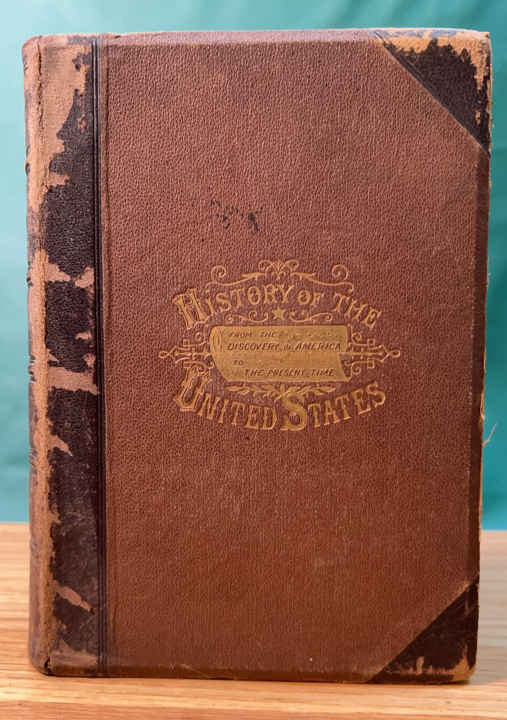 HISTORY OF THE
FROM THE
DISCOVERY OF AMERICA
TO
THE PRESENT TIME
UNITED STATES